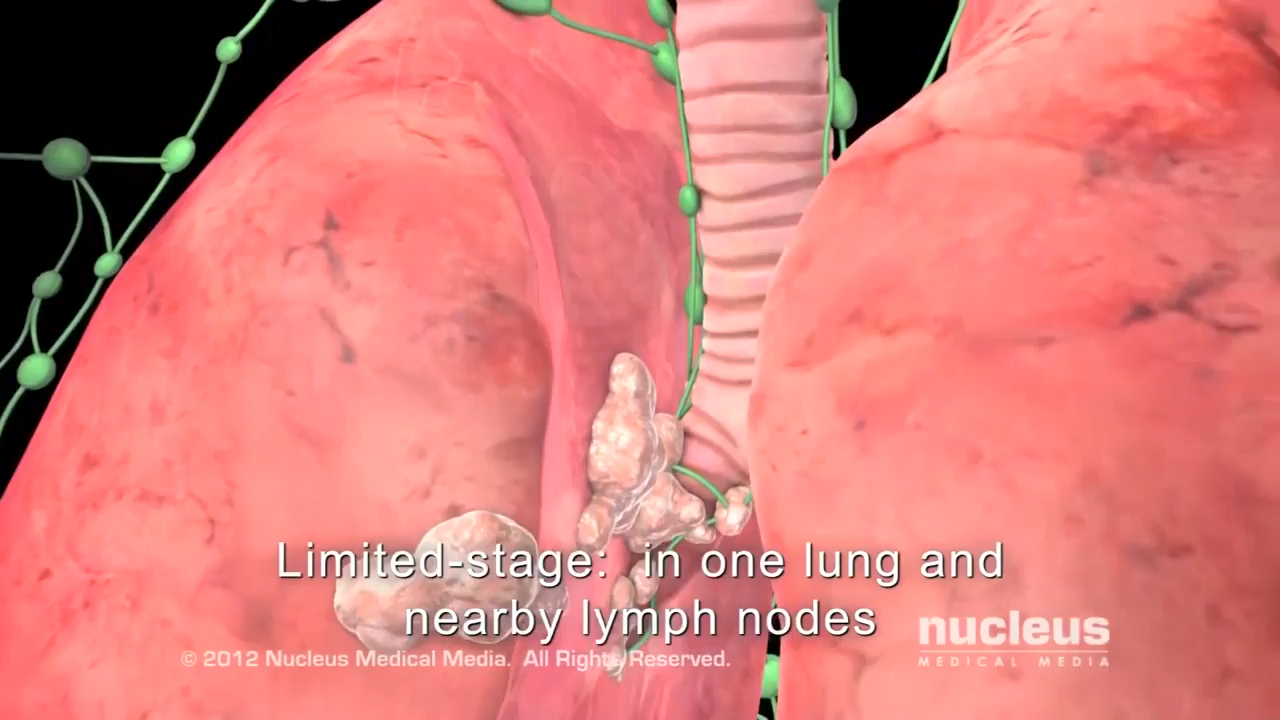 Limited-stage: in one lung and
nearby lymph nodes
nucleus
MEDICAL MEDIA
© 2012 Nucleus Medical Media. All Rights Reserved.